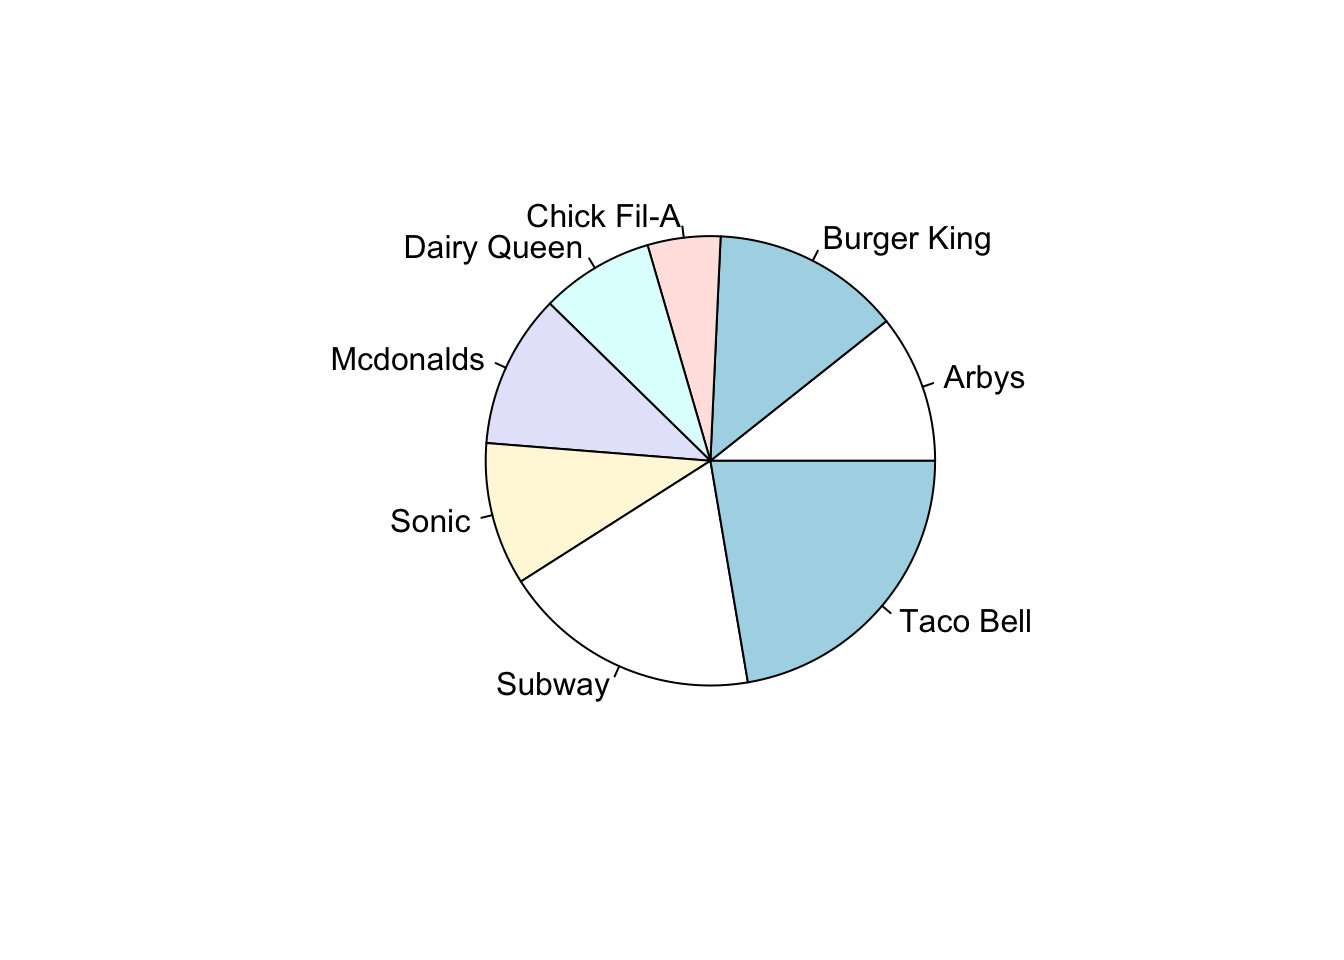 Chick Fil-A
Burger King
Dairy Queen
Mcdonalds
Arbys
Sonic
Taco Bell
Subway